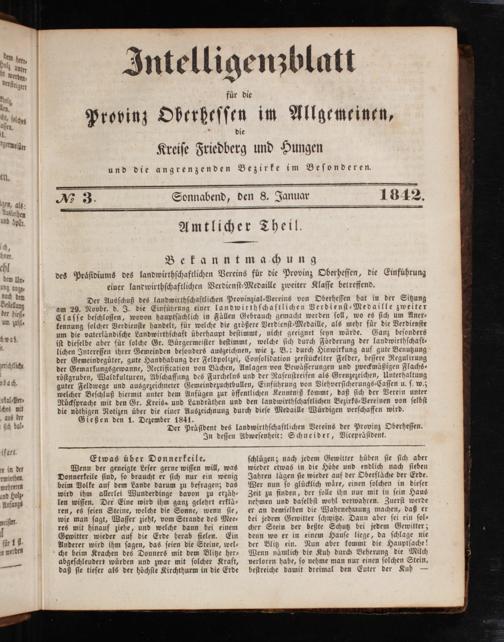 Intelligenzblatt
für die
Provinz Oberhessen im Allgemeinen,
die
Kreise Friedberg und Hungen
und die angrenzenden Bezirke im Besonderen.
№ 3. Sonnabend, den 8. Januar 1842.
Amtlicher Theil.
Bekanntmachung
des Präsidiums des landwirthschaftlichen Vereins für die Provinz Oberhessen, die Einführung
einer landwirthschaftlichen Verdienst-Medaille zweiter Klasse betreffend.
Der Ausschuß des landwirthschaftlichen Provinzial-Vereins von Oberhessen hat in der Sitzung
am 29. Novbr. d. J. die Einführung einer landwirthschaftlichen Verdienst-Medaille zweiter
Classe beschlossen, wovon hauptsächlich in Fällen Gebrauch gemacht werden soll, wo es sich um Aner-
kennung solcher Verdienste handelt, für welche die größere Verdienst-Medaille, als mehr für die Verdienste
um die vaterländische Landwirthschaft überhaupt bestimmt, nicht geeignet seyn würde. Ganz besonders
ist dieselbe aber für solche Gr. Bürgermeister bestimmt, welche sich durch Förderung der landwirthschaft-
lichen Interessen ihrer Gemeinden besonders auszeichnen, wie z. B.: durch Hinwirkung auf gute Benutzung
der Gemeindegüter, gute Handhabung der Feldpolizei, Consolidation zerstückelter Felder, bessere Regulirung
der Gemarkungsgewanne, Rectification von Bächen, Anlagen von Bewässerungen und zweckmäßigen Flachs-
röstgruben, Waldkulturen, Abschaffung des Furchelns und der Rasenstreifen als Grenzzeichen, Unterhaltung
guter Feldwege und ausgezeichneter Gemeindezuchtbullen, Einführung von Viehversicherungs-Cassen u. s. w.;
welcher Beschluß hiermit unter dem Anfügen zur öffentlichen Kenntniß kommt, daß sich der Verein unter
Rücksprache mit den Gr. Kreis- und Landräthen und den landwirthschaftlichen Bezirks-Vereinen von selbst
die nöthigen Notizen über die einer Auszeichnung durch diese Medaille Würdigen verschaffen wird.
Gießen den 1. Dezember 1841.
Der Präsident des landwirthschaftlichen Vereins der Provinz Oberhessen.
In dessen Abwesenheit: Schneider, Vicepräsident.
Etwas über Donnerkeile.
Wenn der geneigte Leser gerne wissen will, was
Donnerkeile sind, so braucht er sich nur ein wenig
beim Volke auf dem Lande darum zu befragen; das
wird ihm allerlei Wunderdinge davon zu erzäh-
len wissen. Der Eine wird ihm ganz gelehrt erklä-
ren, es seien Steine, welche die Sonne, wenn sie,
wie man sagt, Wasser zieht, vom Strande des Mee-
res mit hinauf ziehe, und welche dann bei einem
Gewitter wieder auf die Erde herab fielen. Ein
Anderer wird ihm sagen, das seien die Steine, wel-
che beim Krachen des Donners mit dem Blitze her-
abgeschleudert würden und zwar mit solcher Kraft,
daß sie tiefer als der höchste Kirchthurm in die Erde
schlügen; nach jedem Gewitter hüben sie sich aber
wieder etwas in die Höhe und endlich nach sieben
Jahren lägen sie wieder auf der Oberfläche der Erde.
Wer nun so glücklich wäre, einen solchen in dieser
Zeit zu finden, der solle ihn nur mit in sein Haus
nehmen und daselbst wohl verwahren. Zuerst werde
er an demselben die Wahrnehmung machen, daß er
bei jedem Gewitter schwitze. Dann aber sei ein sol-
cher Stein der beste Schutz bei jedem Gewitter;
denn wo er in einem Hause liege, da schlage nie
der Blitz ein. Nun aber kommt die Hauptsache!
Wenn nämlich die Kuh durch Beherung die Milch
verloren habe, so nehme man nur einen solchen Stein,
bestreiche damit dreimal den Euter der Kuh —